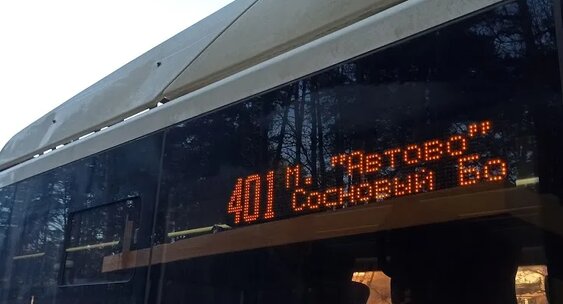 401 М. "Автово"
Сосновый Бо